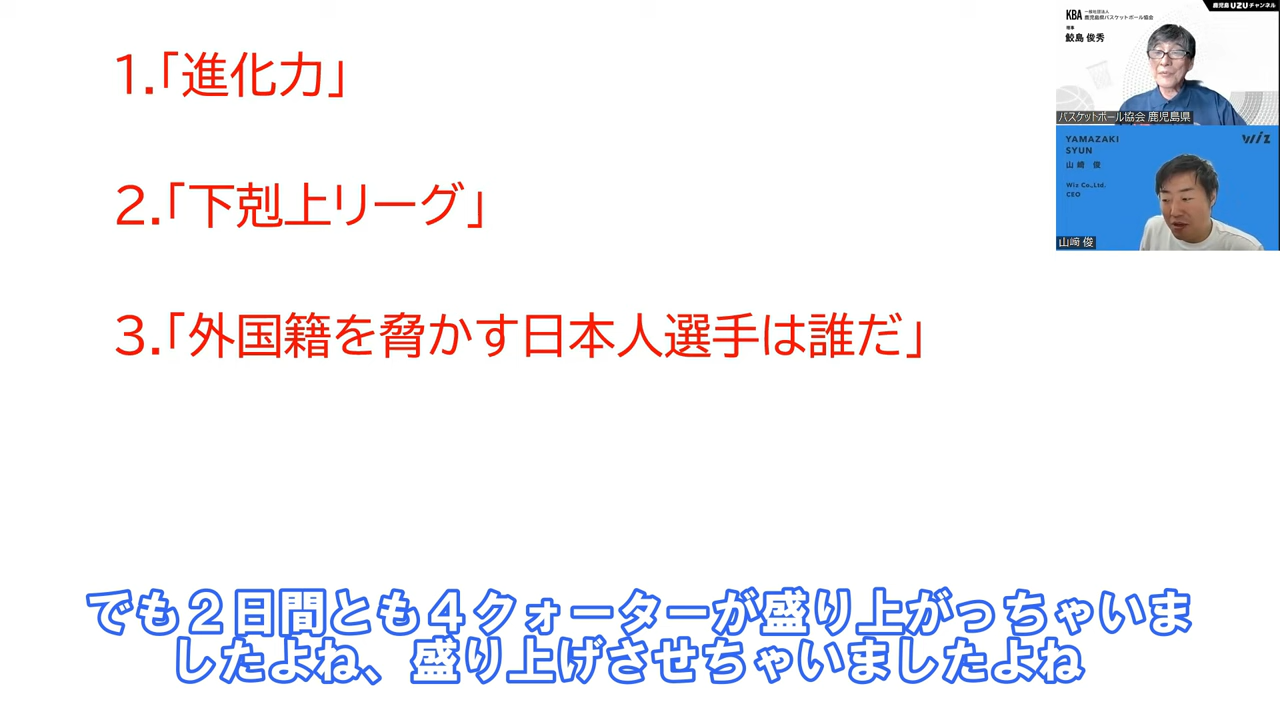 1.「進化力」
2.「下剋上リーグ」
3.「外国籍を脅かす日本人選手は誰だ」
鹿児島UZUチャンネル
KBA 一般社団法人
鹿児島県バスケットボール協会
理事
鮫島 俊秀
バスケットボール協会 鹿児島県
YAMAZAKI
SYUN
山﨑 俊
Wiz Co.,Ltd.
CEO
Wiz
山﨑 俊
でも２日間とも４クォーターが盛り上がっちゃいま
したよね、盛り上げさせちゃいましたよね